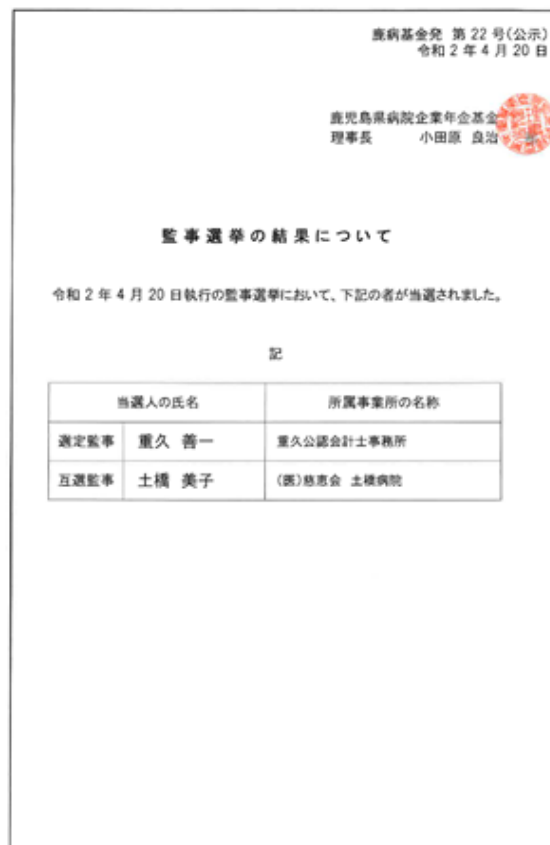 鹿病基金発 第 22 号(公示)
令和 2 年 4 月 20 日
鹿児島県病院企業年金基金
理事長 小田原 良治
監事選挙の結果について
令和 2 年 4 月 20 日執行の監事選挙において、下記の者が当選されました。
記
当選人の氏名 所属事業所の名称
選定監事 重久 善一 重久公認会計士事務所
互選監事 土橋 美子 (医)慈恵会 土橋病院